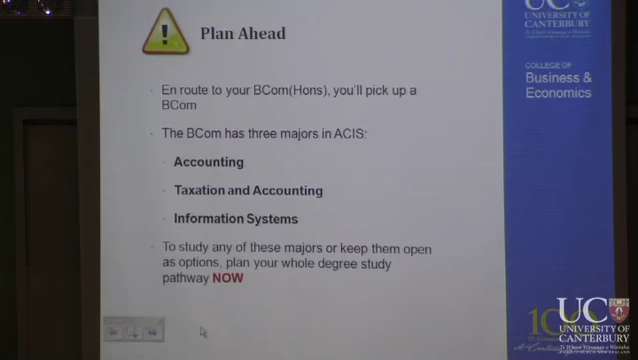 Plan Ahead
En route to your BCom(Hons), you'll pick up a
BCom
The BCom has three majors in ACIS:
Accounting
Taxation and Accounting
Information Systems
To study any of these majors or keep them open
as options, plan your whole degree study
pathway NOW
UC
UNIVERSITY OF
CANTERBURY
COLLEGE OF
Business &
Economics
UC
UNIVERSITY OF
CANTERBURY